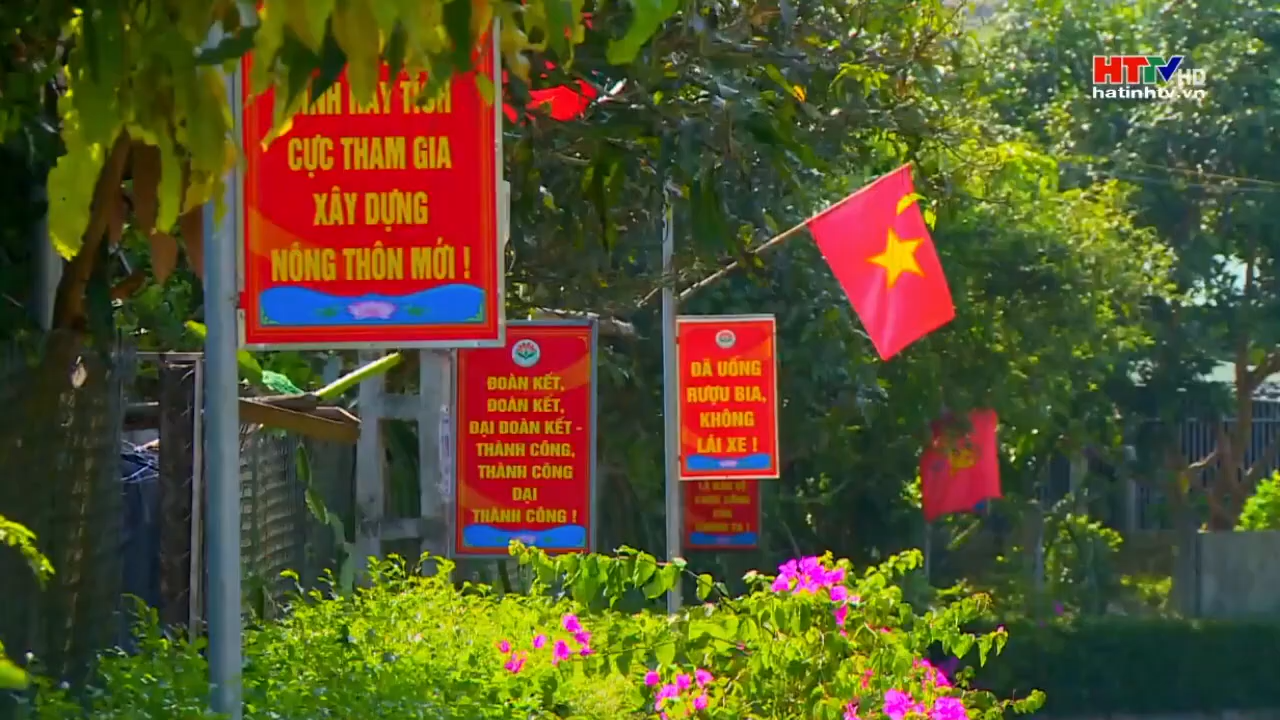 CỰC THAM GIA
XÂY DỰNG
NÔNG THÔN MỚI !
ĐOÀN KẾT,
ĐOÀN KẾT,
ĐẠI ĐOÀN KẾT -
THÀNH CÔNG,
THÀNH CÔNG
ĐẠI
THÀNH CÔNG !
ĐÃ UỐNG
RƯỢU BIA,
KHÔNG
LÁI XE !
HTTV HD
hatinhtv.vn